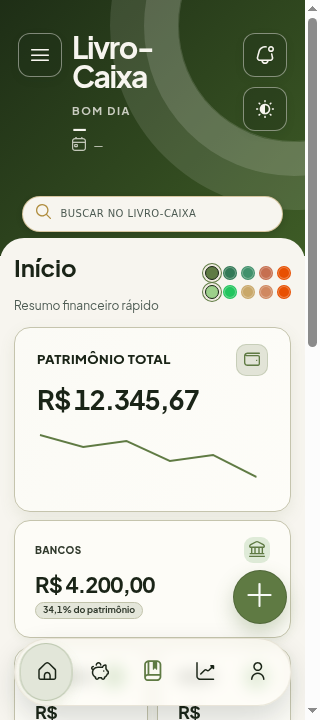 Livro-
Caixa
BOM DIA
—
—
BUSCAR NO LIVRO-CAIXA
Início
Resumo financeiro rápido
PATRIMÔNIO TOTAL
R$ 12.345,67
BANCOS
R$ 4.200,00
34,1% do patrimônio
R$
R$